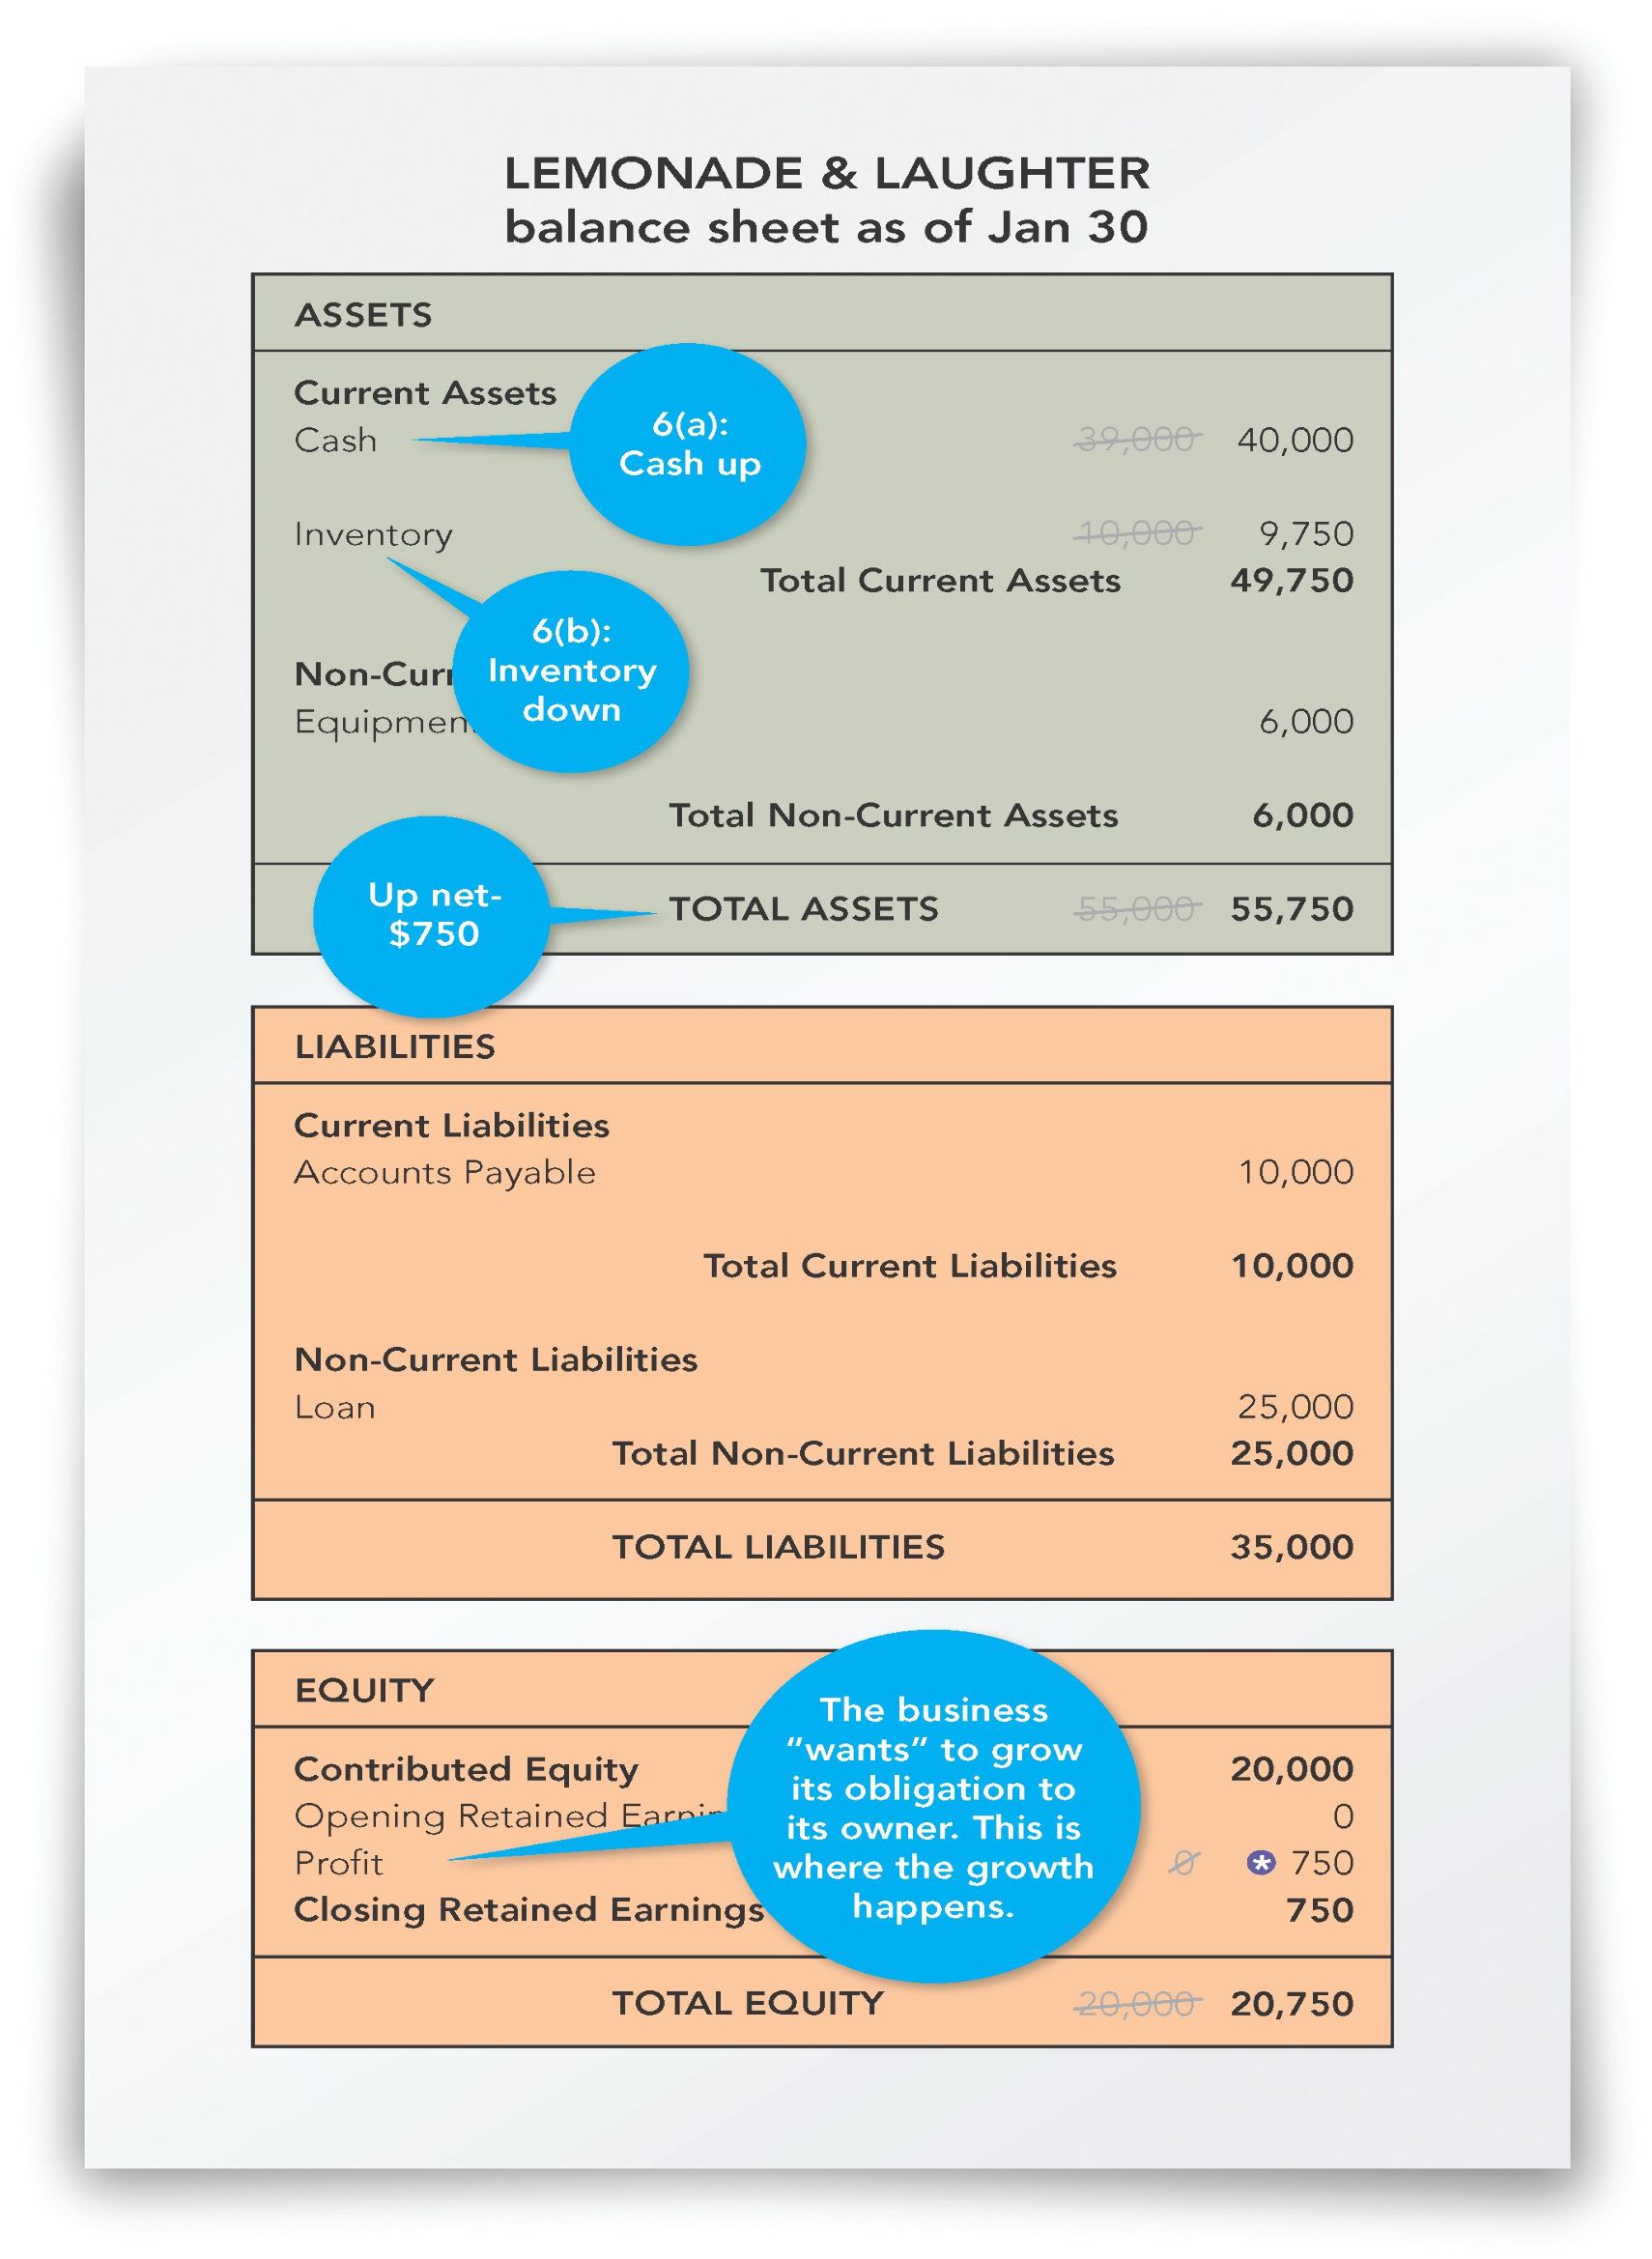 LEMONADE & LAUGHTER
balance sheet as of Jan 30
ASSETS
Current Assets
Cash 39,000 40,000
6(a):
Cash up
Inventory 10,000 9,750
Total Current Assets 49,750
6(b):
Inventory
down
Non-Curr
Equipmen 6,000
Total Non-Current Assets 6,000
Up net-
$750
TOTAL ASSETS 55,000 55,750
LIABILITIES
Current Liabilities
Accounts Payable 10,000
Total Current Liabilities 10,000
Non-Current Liabilities
Loan 25,000
Total Non-Current Liabilities 25,000
TOTAL LIABILITIES 35,000
EQUITY
The business
“wants” to grow
its obligation to
its owner. This is
where the growth
happens.
Contributed Equity 20,000
Opening Retained Earnin 0
Profit 0 * 750
Closing Retained Earnings 750
TOTAL EQUITY 20,000 20,750